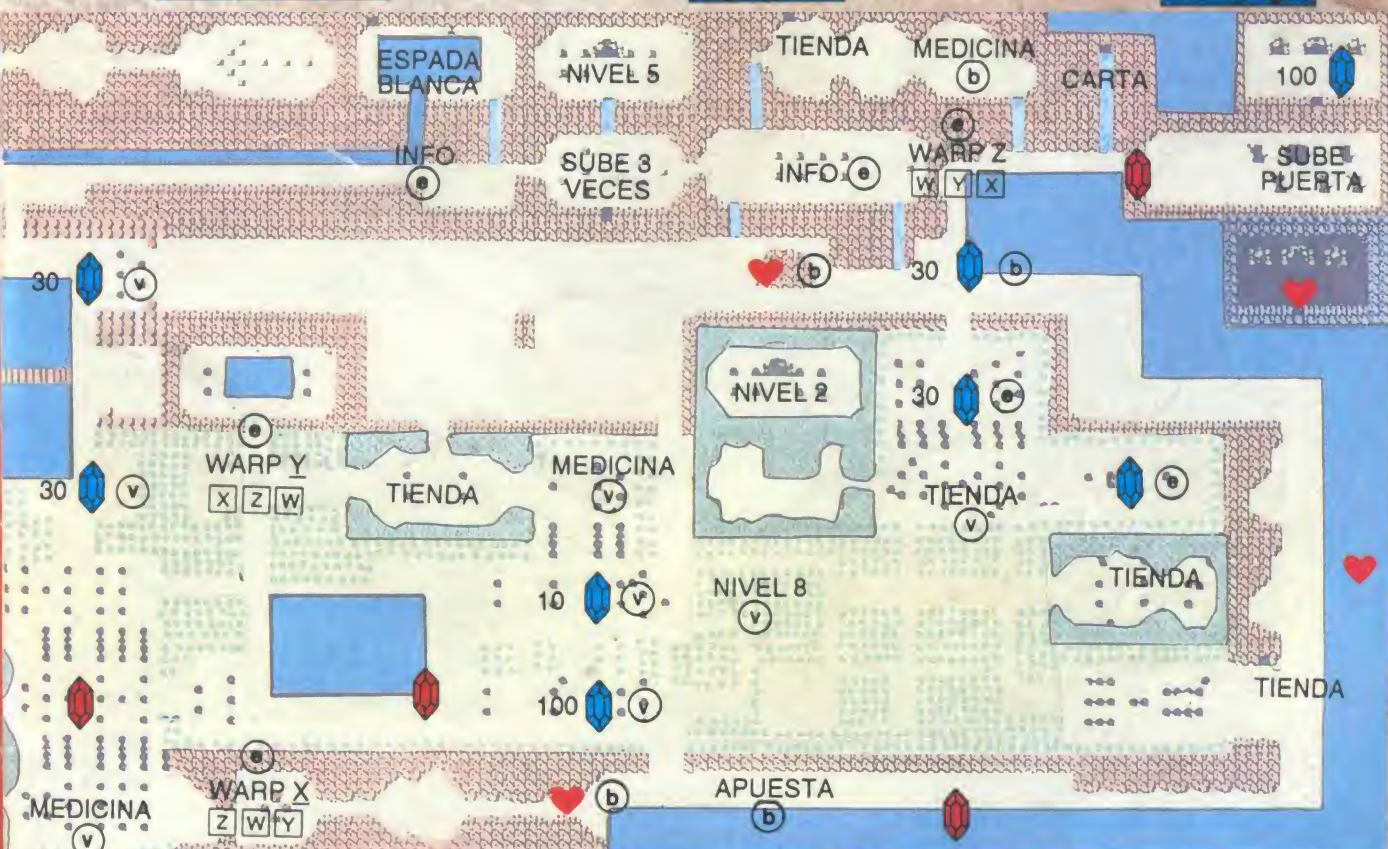 ESPADA
BLANCA
NIVEL 5
TIENDA
MEDICINA
b
CARTA
100
INFO
e
SUBE 3
VECES
INFO e
e
WARP Z
W Y X
SUBE
PUERTA
30 v
b
30 b
NIVEL 2
30 e
30 v
e
WARP Y
X Z W
TIENDA
MEDICINA
v
TIENDA
v
e
10 v
NIVEL 8
v
TIENDA
100 v
TIENDA
e
WARP X
Z W Y
MEDICINA
v
b
APUESTA
b